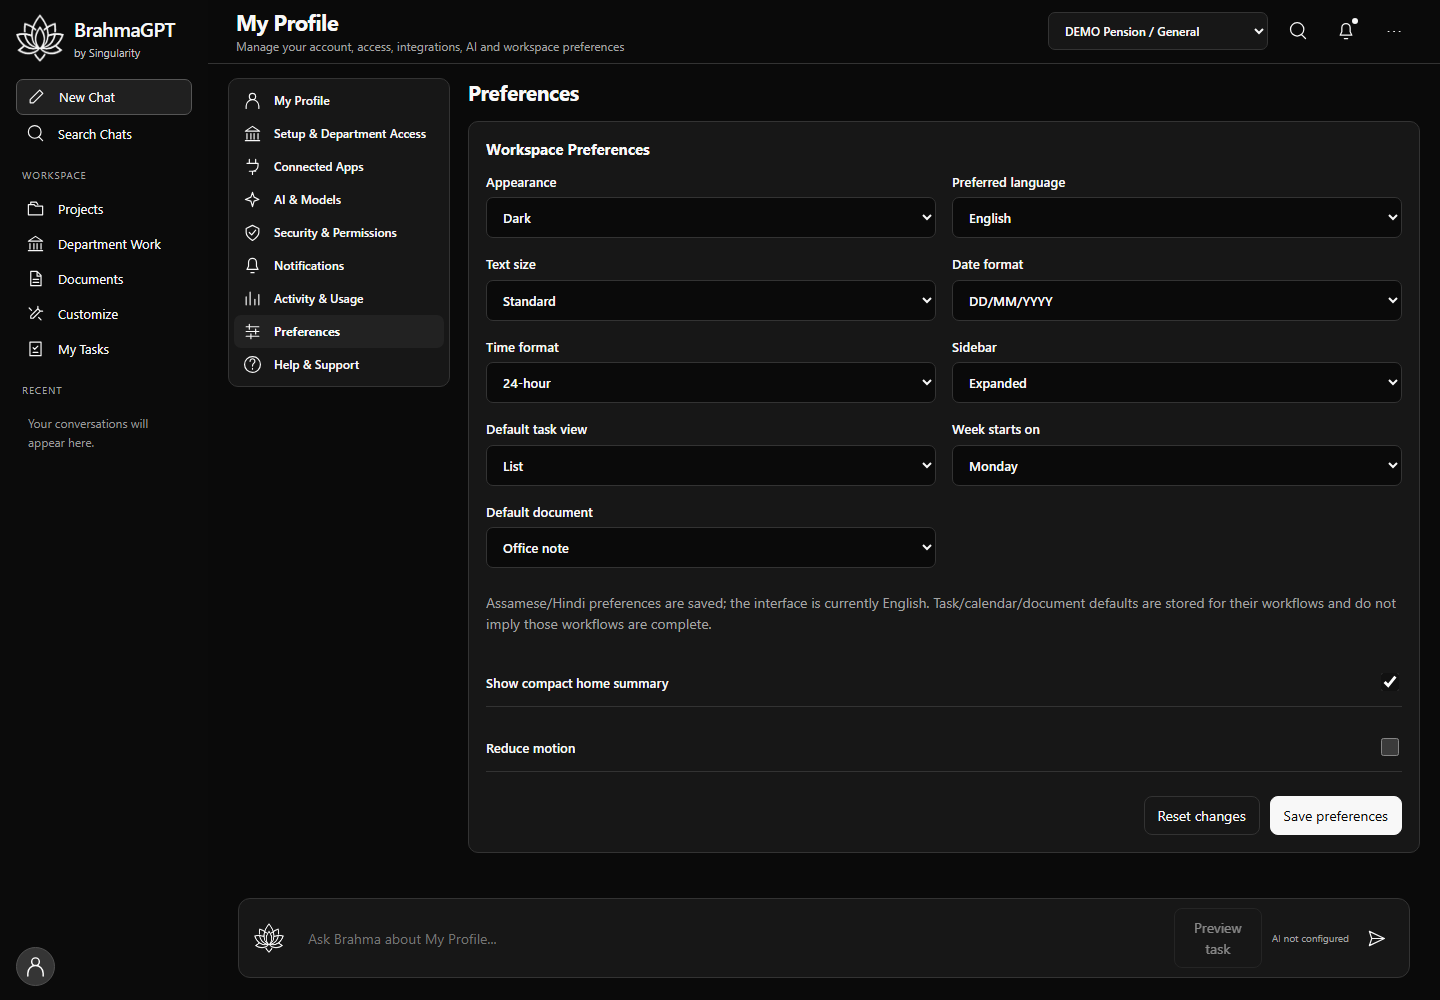 BrahmaGPT
by Singularity
New Chat
Search Chats
WORKSPACE
Projects
Department Work
Documents
Customize
My Tasks
RECENT
Your conversations will
appear here.
My Profile
Manage your account, access, integrations, AI and workspace preferences
DEMO Pension / General
...
My Profile
Setup & Department Access
Connected Apps
AI & Models
Security & Permissions
Notifications
Activity & Usage
Preferences
Help & Support
Preferences
Workspace Preferences
Appearance
Dark
Preferred language
English
Text size
Standard
Date format
DD/MM/YYYY
Time format
24-hour
Sidebar
Expanded
Default task view
List
Week starts on
Monday
Default document
Office note
Assamese/Hindi preferences are saved; the interface is currently English. Task/calendar/document defaults are stored for their workflows and do not
imply those workflows are complete.
Show compact home summary
Reduce motion
Reset changes
Save preferences
Ask Brahma about My Profile...
Preview
task
AI not configured